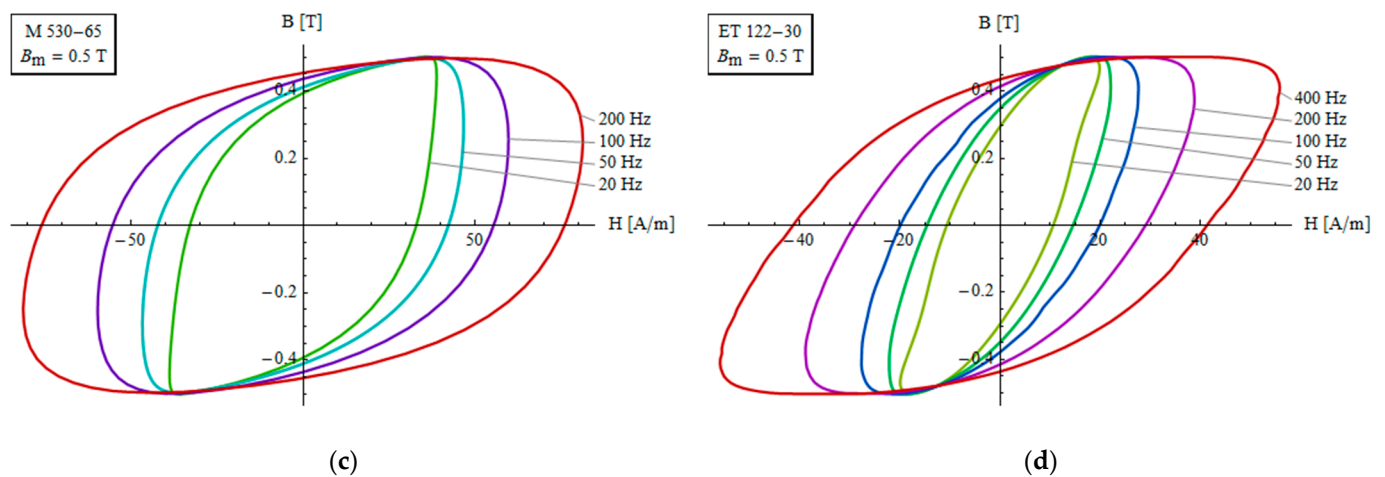 M 530−65
Bm = 0.5 T
B [T]
0.4
0.2
−0.2
−0.4
−50
50
H [A/m]
200 Hz
100 Hz
50 Hz
20 Hz
(c)
ET 122−30
Bm = 0.5 T
B [T]
0.4
0.2
−0.2
−0.4
−40
−20
20
40
H [A/m]
400 Hz
200 Hz
100 Hz
50 Hz
20 Hz
(d)